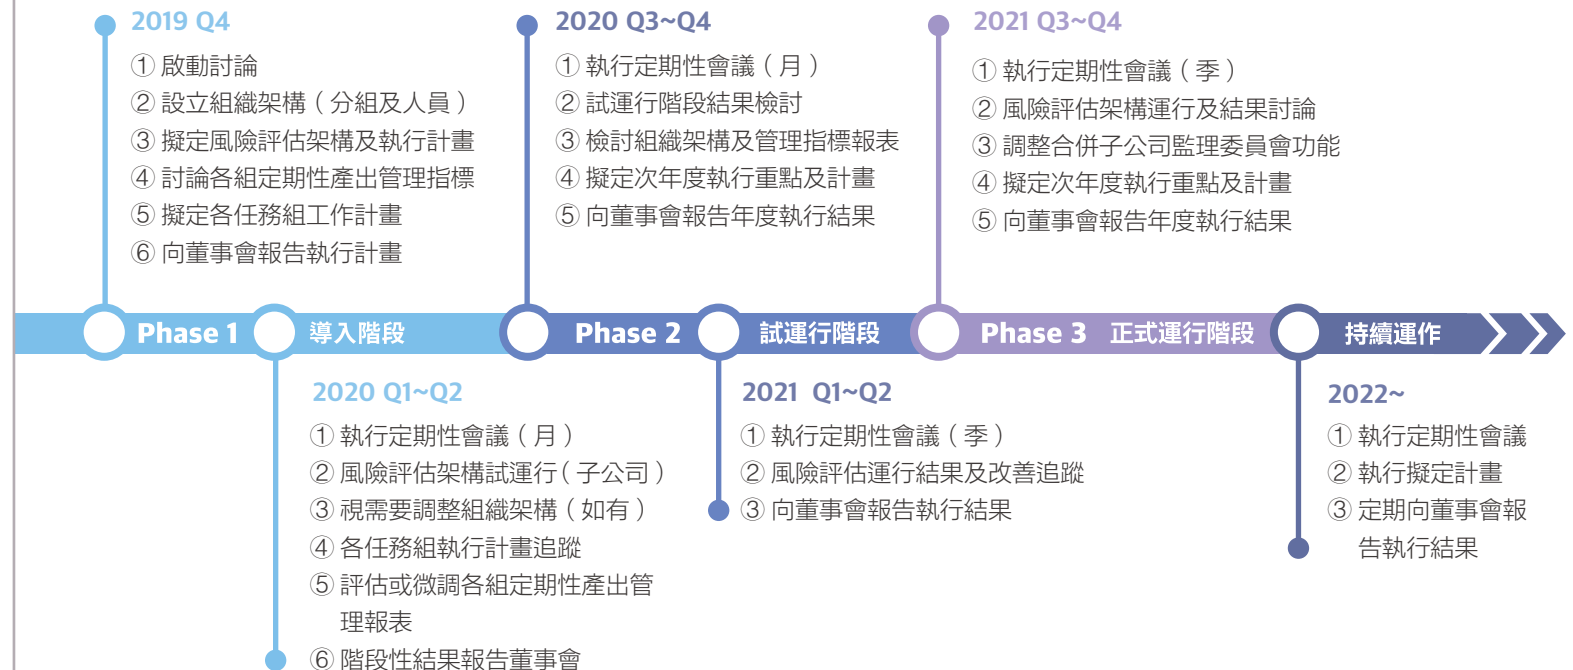 2019 Q4
① 啟動討論
② 設立組織架構（分組及人員）
③ 擬定風險評估架構及執行計畫
④ 討論各組定期性產出管理指標
⑤ 擬定各任務組工作計畫
⑥ 向董事會報告執行計畫
2020 Q3~Q4
① 執行定期性會議（月）
② 試運行階段結果檢討
③ 檢討組織架構及管理指標報表
④ 擬定次年度執行重點及計畫
⑤ 向董事會報告年度執行結果
2021 Q3~Q4
① 執行定期性會議（季）
② 風險評估架構運行及結果討論
③ 調整合併子公司監理委員會功能
④ 擬定次年度執行重點及計畫
⑤ 向董事會報告年度執行結果
Phase 1 導入階段 Phase 2 試運行階段 Phase 3 正式運行階段 持續運作
2020 Q1~Q2
① 執行定期性會議（月）
② 風險評估架構試運行（子公司）
③ 視需要調整組織架構（如有）
④ 各任務組執行計畫追蹤
⑤ 評估或微調各組定期性產出管
理報表
⑥ 階段性結果報告董事會
2021 Q1~Q2
① 執行定期性會議（季）
② 風險評估運行結果及改善追蹤
③ 向董事會報告執行結果
2022~
① 執行定期性會議
② 執行擬定計畫
③ 定期向董事會報
告執行結果